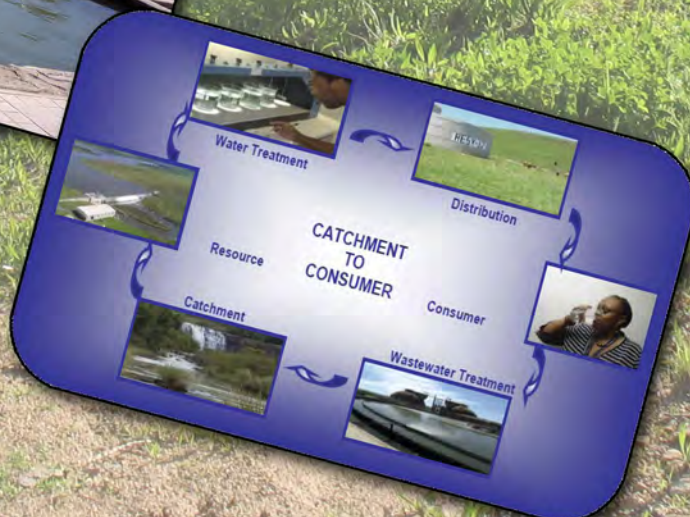 Water Treatment
Distribution
CATCHMENT
TO
CONSUMER
Resource
Consumer
Catchment
Wastewater Treatment